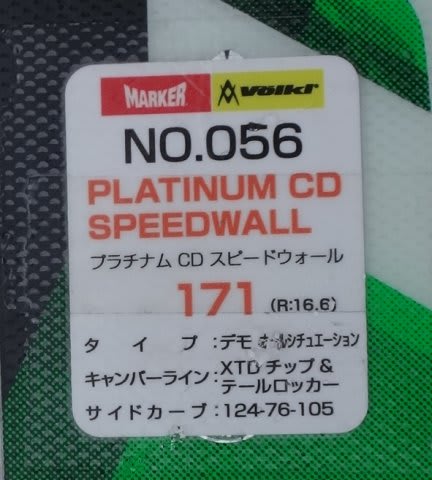 MARKER Völkl
NO.056
PLATINUM CD
SPEEDWALL
プラチナム CD スピードウォール
171 (R:16.6)
タイプ:デモ オールシチュエーション
キャンバーライン:XTD チップ &
テールロッカー
サイドカーブ:124-76-105